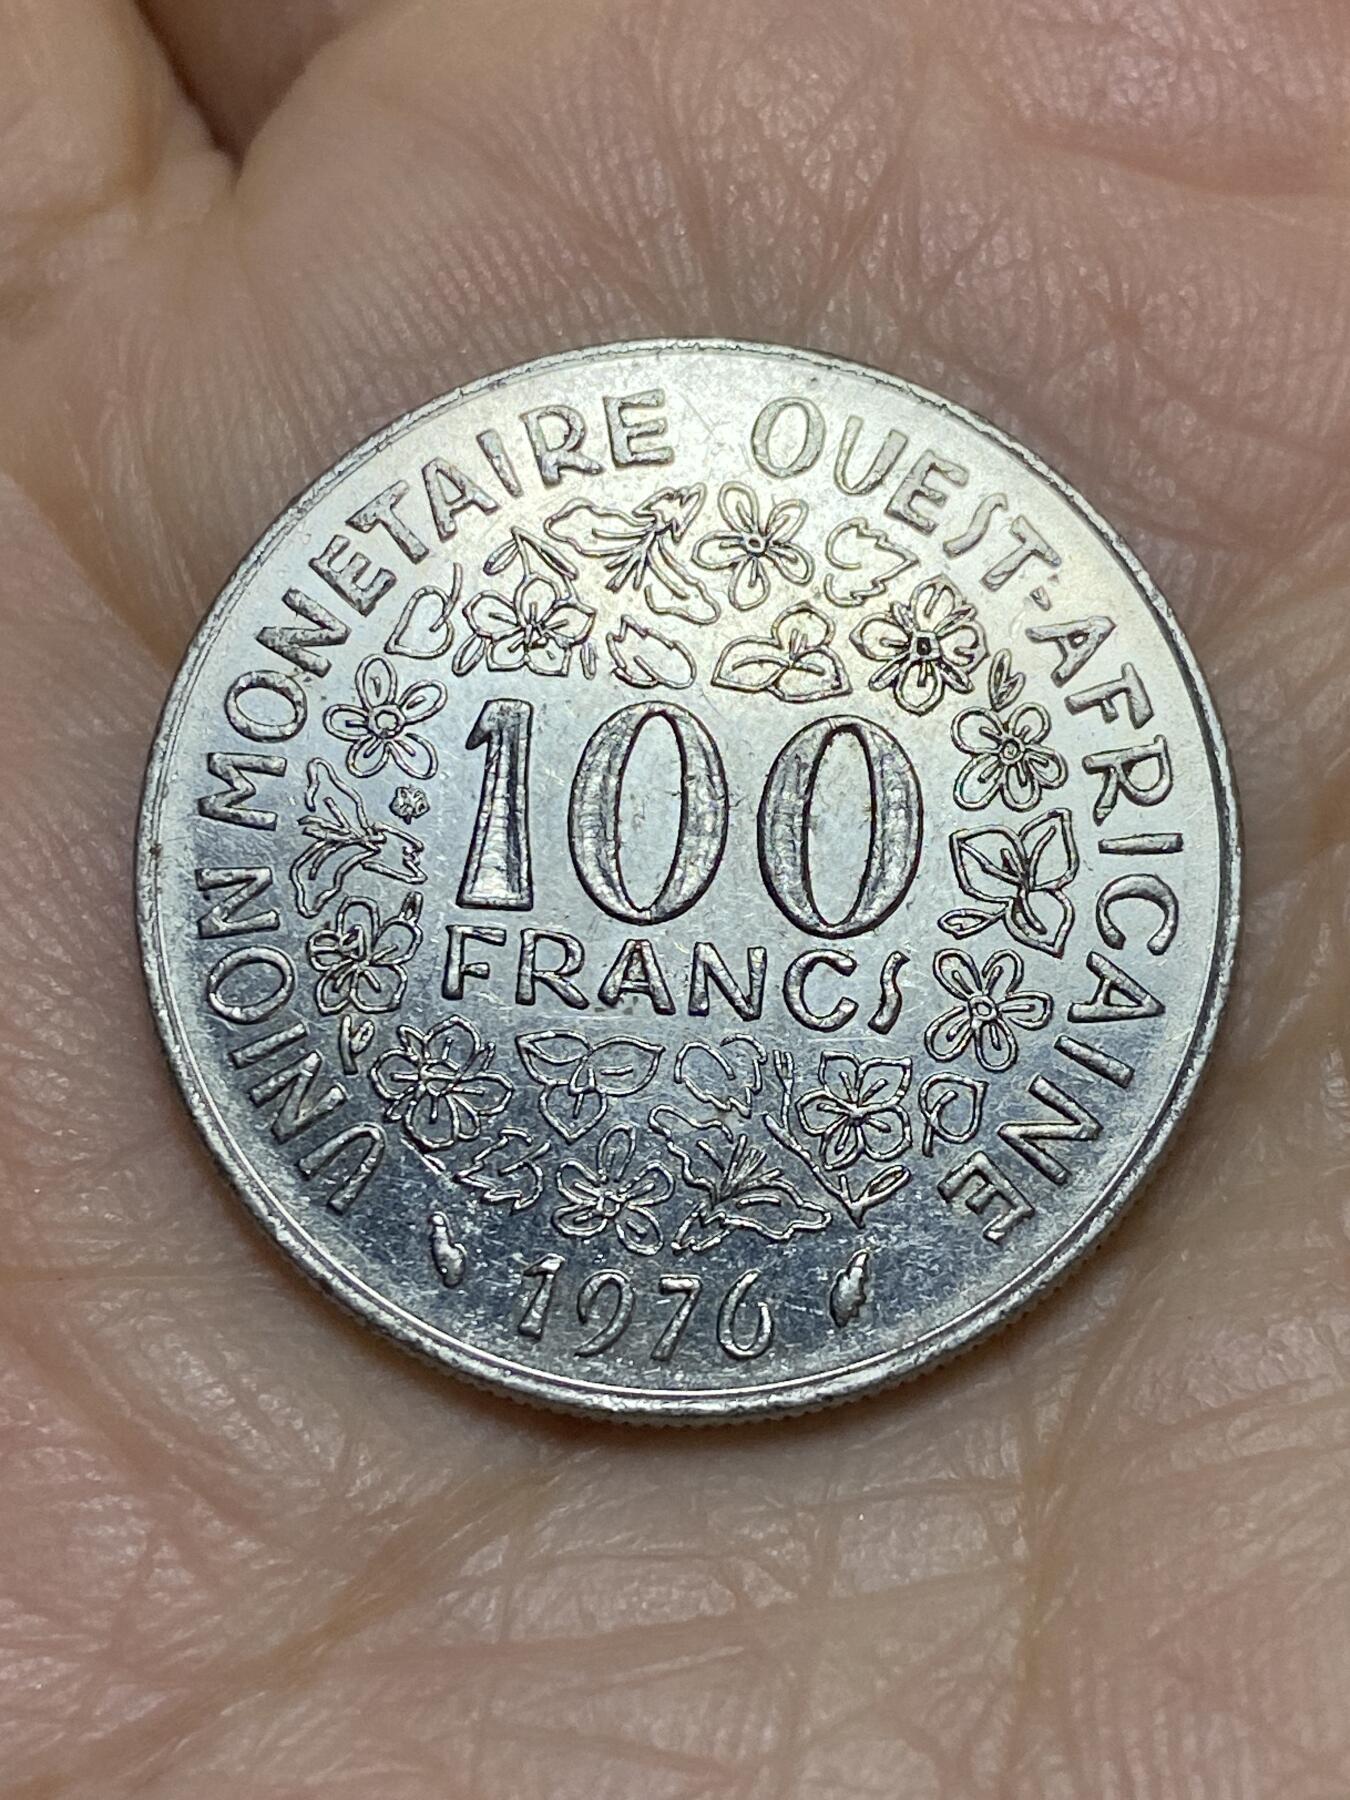 UNION MONETAIRE OUEST-AFRICAINE
100
FRANCS
1976